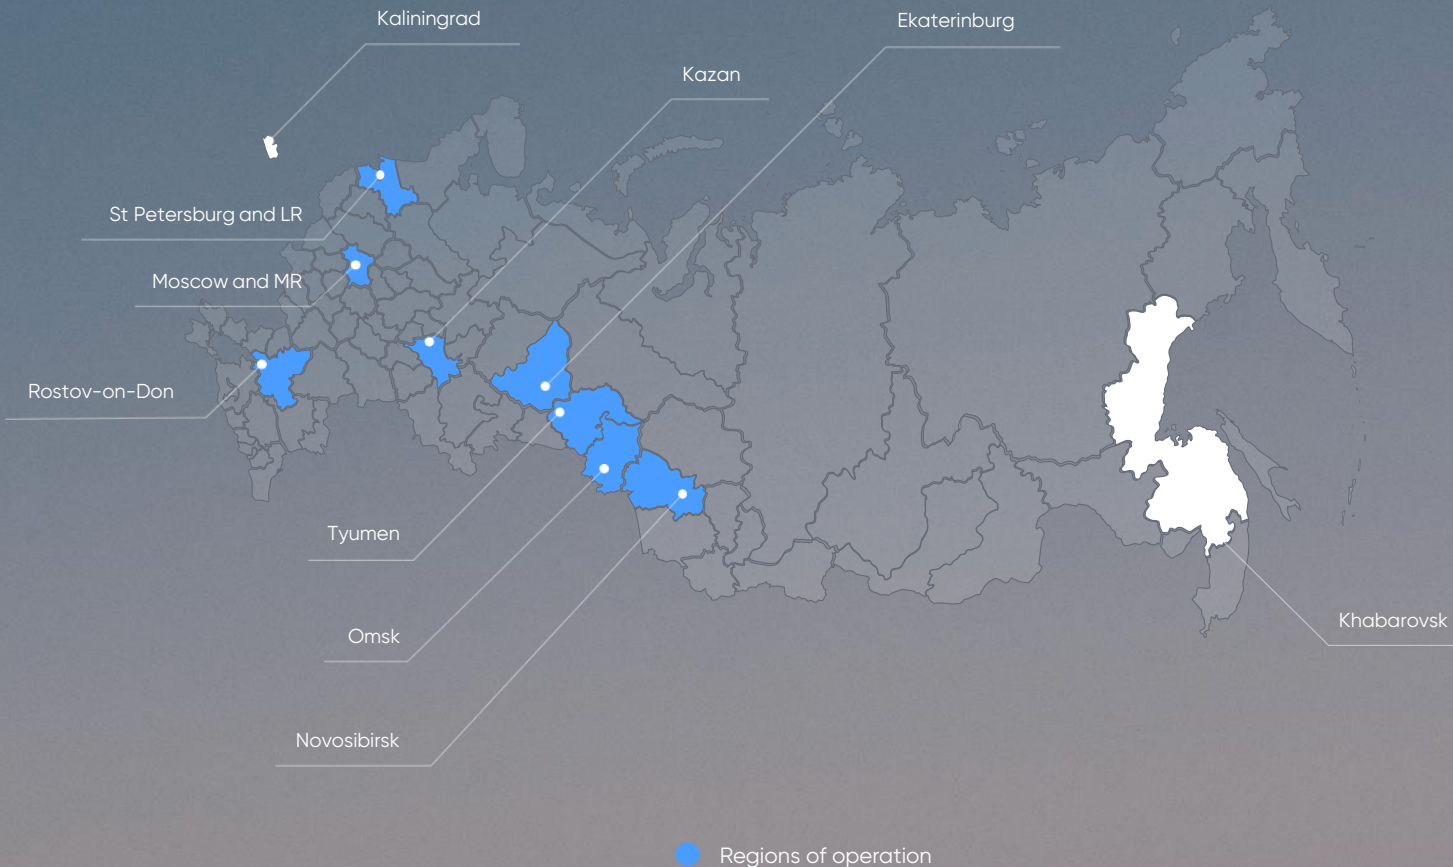 Kaliningrad
Ekaterinburg
Kazan
St Petersburg and LR
Moscow and MR
Rostov-on-Don
Tyumen
Omsk
Khabarovsk
Novosibirsk
Regions of operation